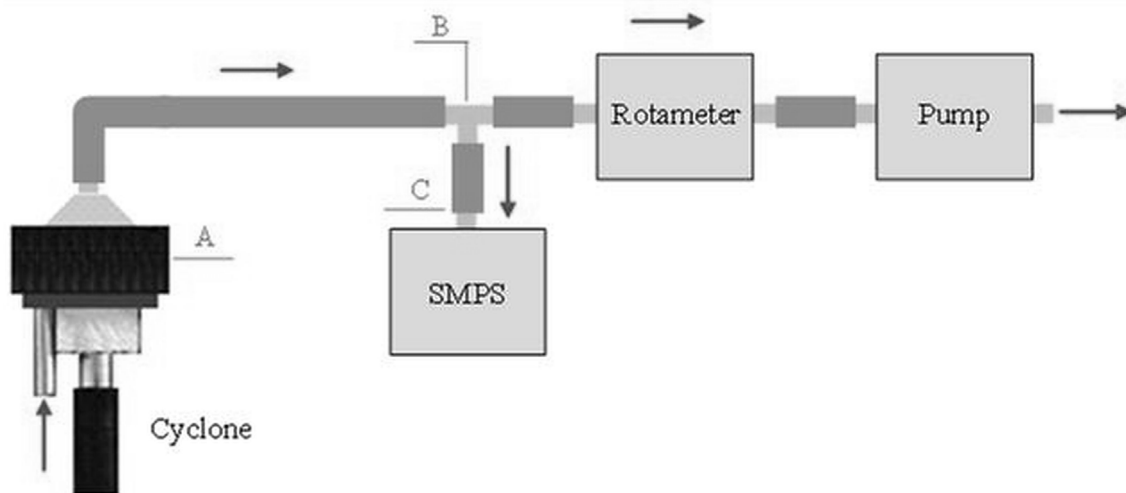 B
Rotameter
Pump
C
A
SMPS
Cyclone